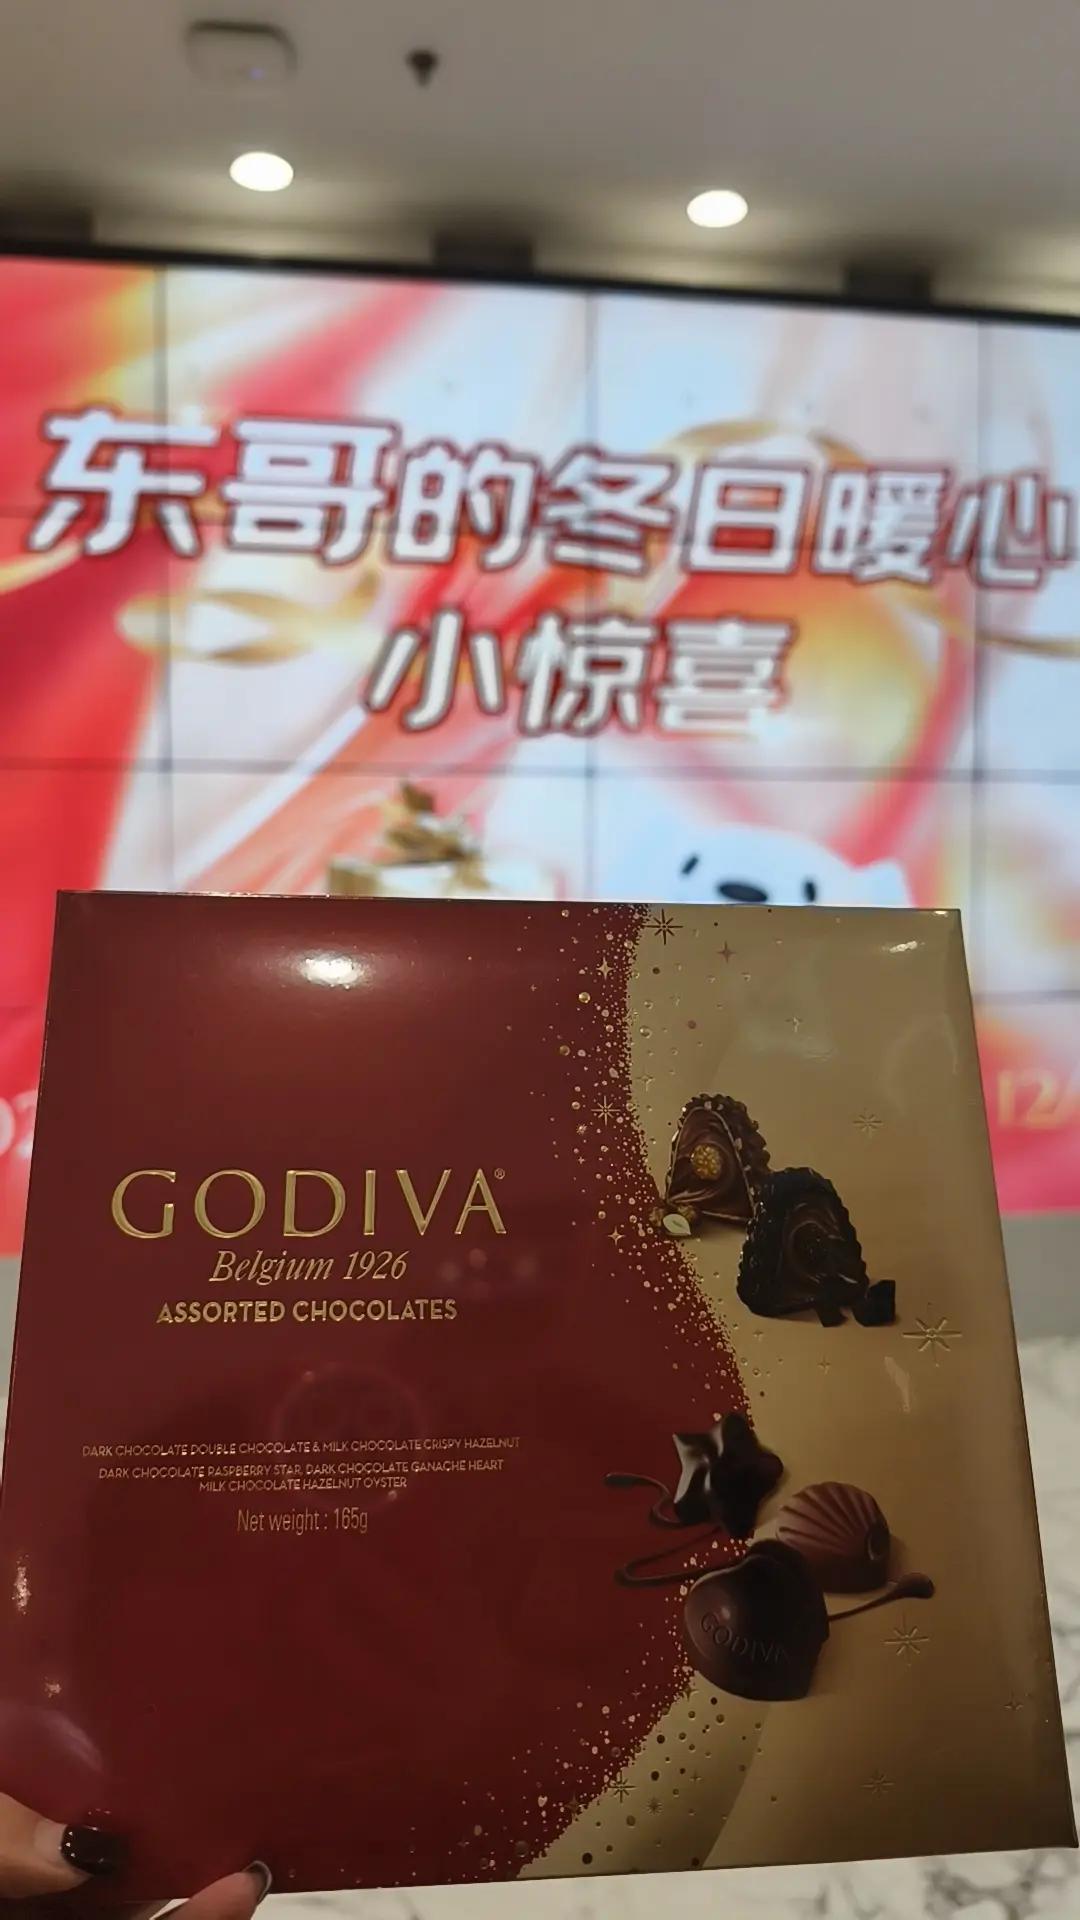 东哥的冬日暖心
小惊喜
12
GODIVA®
Belgium 1926
ASSORTED CHOCOLATES
DARK CHOCOLATE DOUBLE CHOCOLATE & MILK CHOCOLATE CRISPY HAZELNUT
DARK CHOCOLATE RASPBERRY STAR, DARK CHOCOLATE GANACHE HEART
MILK CHOCOLATE HAZELNUT OYSTER
Net weight : 165g
GODIVA